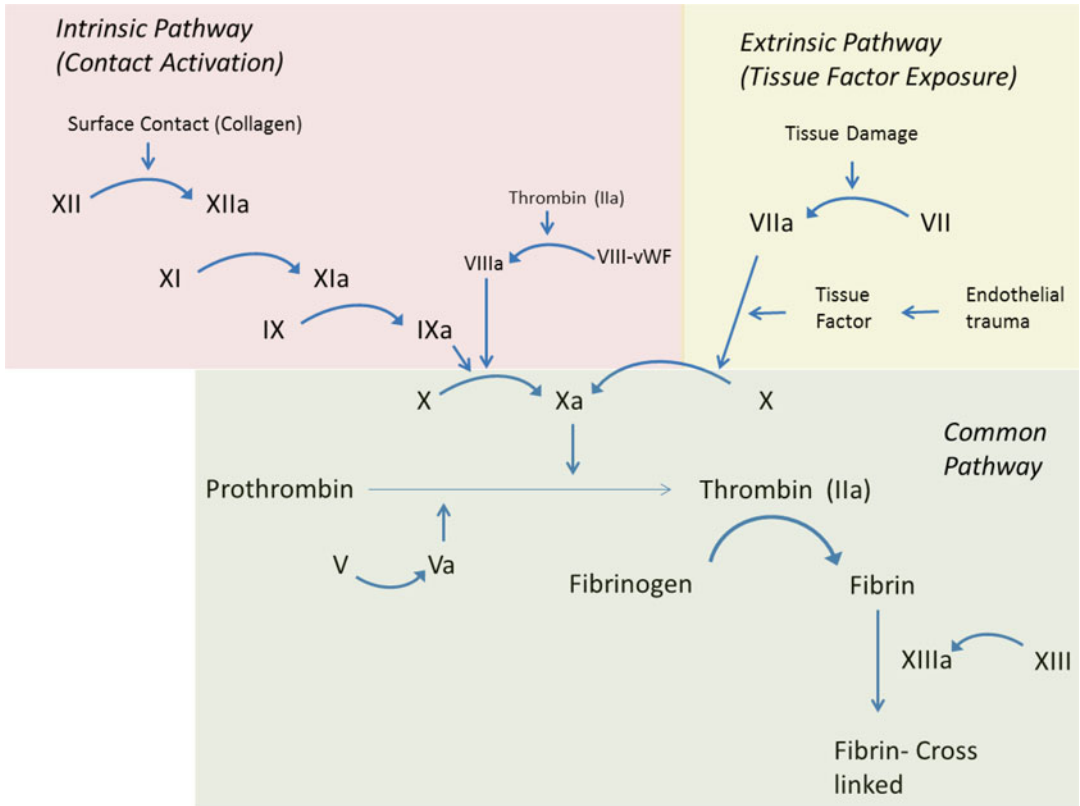 Intrinsic Pathway
(Contact Activation)
Extrinsic Pathway
(Tissue Factor Exposure)
Surface Contact (Collagen)
Tissue Damage
XII
XIIa
Thrombin (IIa)
VIIa
VII
VIIIa
VIII-vWF
XI
XIa
IX
IXa
Tissue
Factor
Endothelial
trauma
X
Xa
X
Common
Pathway
Prothrombin
Thrombin (IIa)
V
Va
Fibrinogen
Fibrin
XIIIa
XIII
Fibrin- Cross
linked